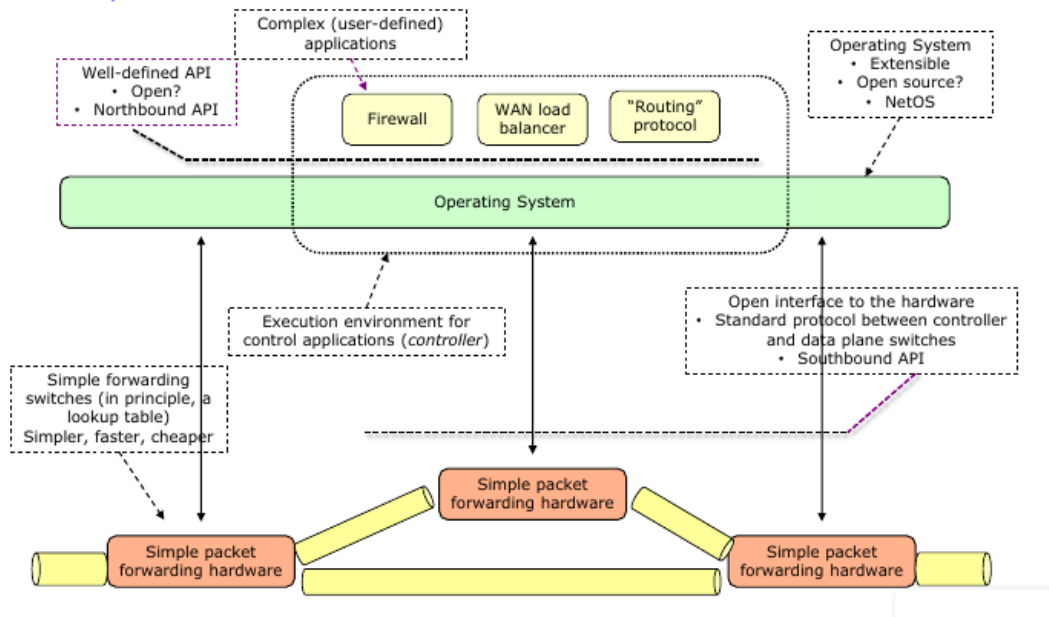 Complex (user-defined)
applications
Operating System
• Extensible
• Open source?
• NetOS
Well-defined API
• Open?
• Northbound API
Firewall
WAN load
balancer
“Routing”
protocol
Operating System
Execution environment for
control applications (controller)
Open interface to the hardware
• Standard protocol between controller
and data plane switches
• Southbound API
Simple forwarding
switches (in principle, a
lookup table)
Simpler, faster, cheaper
Simple packet
forwarding hardware
Simple packet
forwarding hardware
Simple packet
forwarding hardware